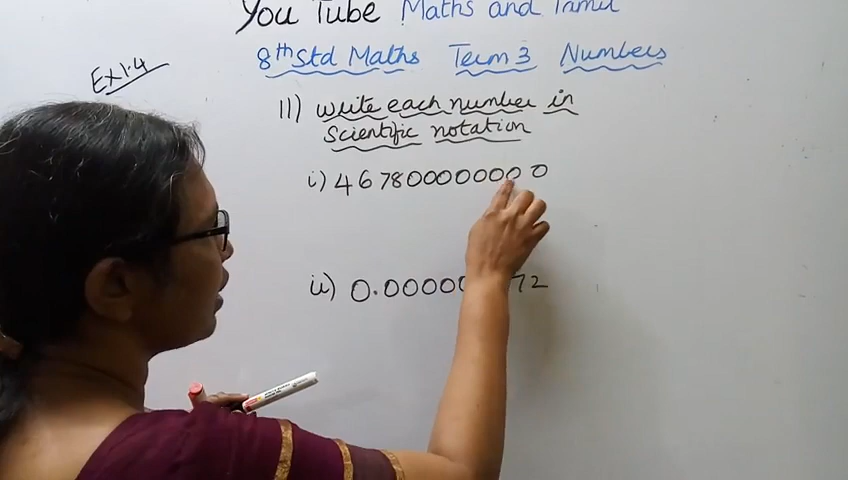 You Tube Maths and Tamil
8th Std Maths Term 3 Numbers
Ex 1.4
11) Write each number in
Scientific notation
i) 467800000000
ii) 0.00000 72